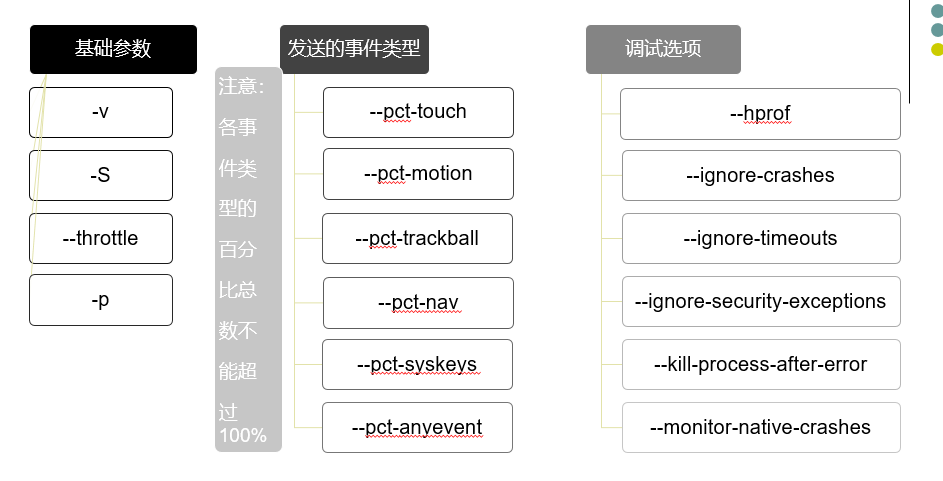 基础参数
-v
-S
--throttle
-p
注意：
各事
件类
型的
百分
比总
数不
能超
过
100%
发送的事件类型
--pct-touch
--pct-motion
--pct-trackball
--pct-nav
--pct-syskeys
--pct-anyevent
调试选项
--hprof
--ignore-crashes
--ignore-timeouts
--ignore-security-exceptions
--kill-process-after-error
--monitor-native-crashes